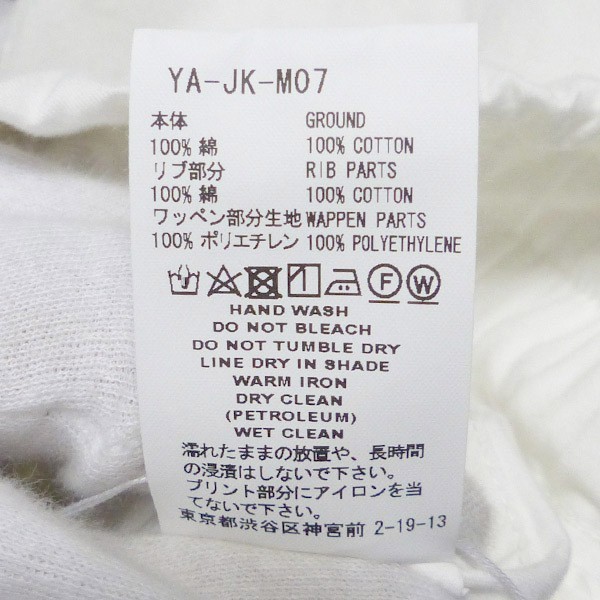 YA-JK-M07
本体 GROUND
100% 綿 100% COTTON
リブ部分 RIB PARTS
100% 綿 100% COTTON
ワッペン部分生地 WAPPEN PARTS
100% ポリエチレン 100% POLYETHYLENE
F W
HAND WASH
DO NOT BLEACH
DO NOT TUMBLE DRY
LINE DRY IN SHADE
WARM IRON
DRY CLEAN
(PETROLEUM)
WET CLEAN
濡れたままの放置や、長時間
の浸漬はしないで下さい。
プリント部分にアイロンを当
てないで下さい。
東京都渋谷区神宮前 2-19-13